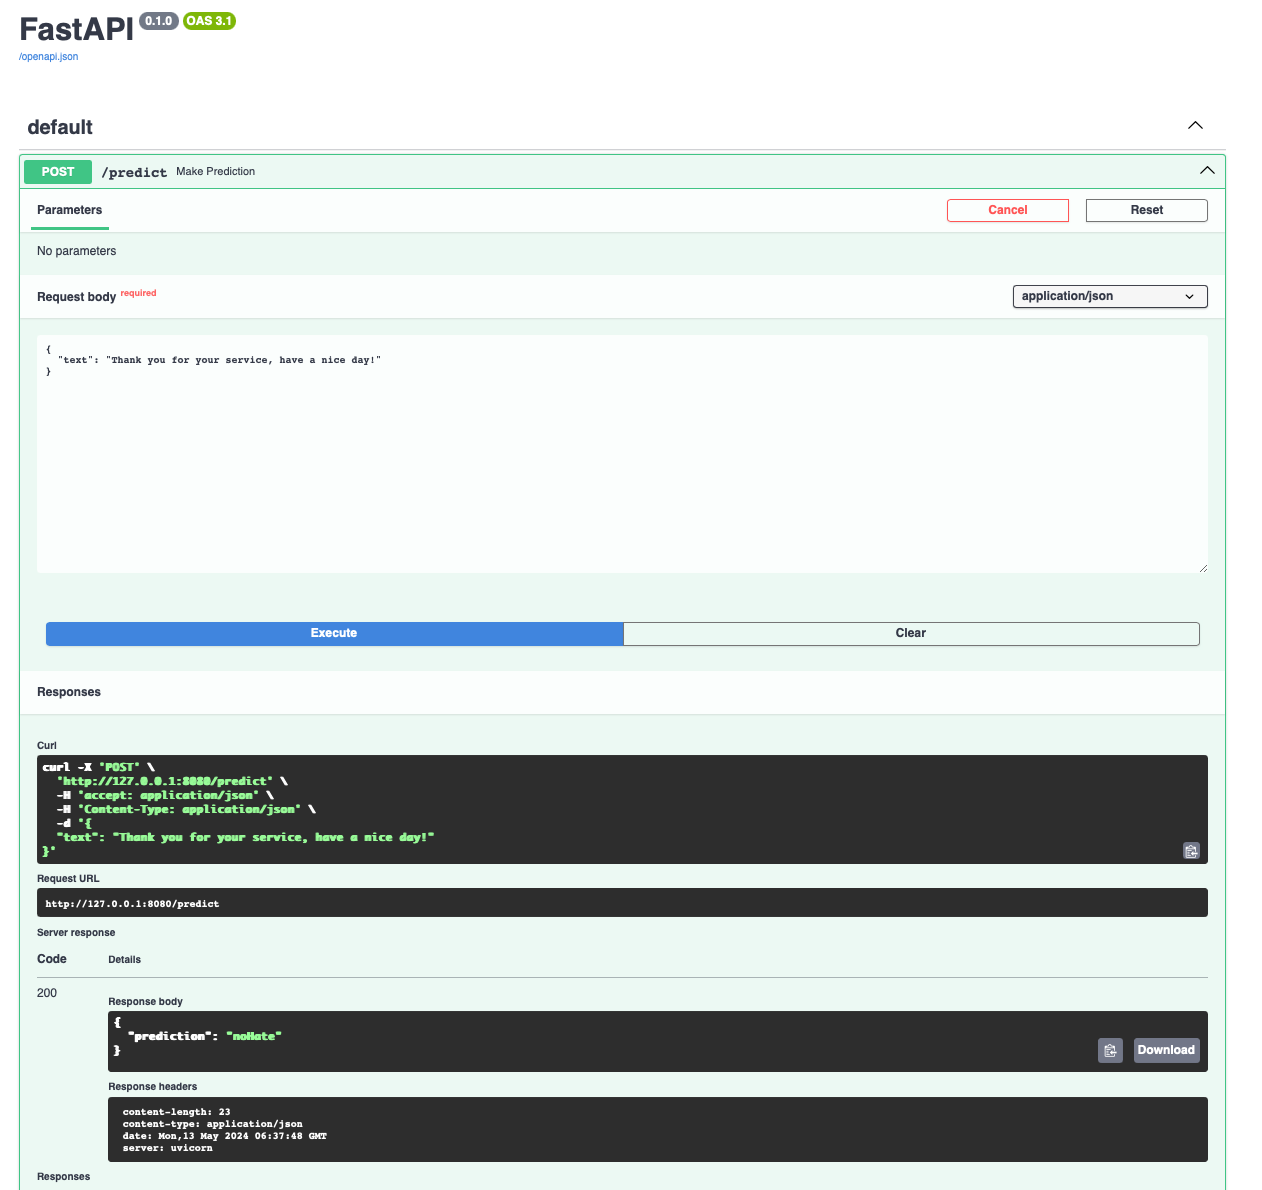 FastAPI 0.1.0 OAS 3.1
/openapi.json
default
POST /predict Make Prediction
Parameters Cancel Reset
No parameters
Request body required application/json
{
"text": "Thank you for your service, have a nice day!"
}
Execute Clear
Responses
Curl
curl -X 'POST' \
'http://127.0.0.1:8080/predict' \
-H 'accept: application/json' \
-H 'Content-Type: application/json' \
-d '{
"text": "Thank you for your service, have a nice day!"
}'
Request URL
http://127.0.0.1:8080/predict
Server response
Code Details
200
Response body
{
"prediction": "noHate"
}
Download
Response headers
content-length: 23
content-type: application/json
date: Mon,13 May 2024 06:37:48 GMT
server: uvicorn
Responses